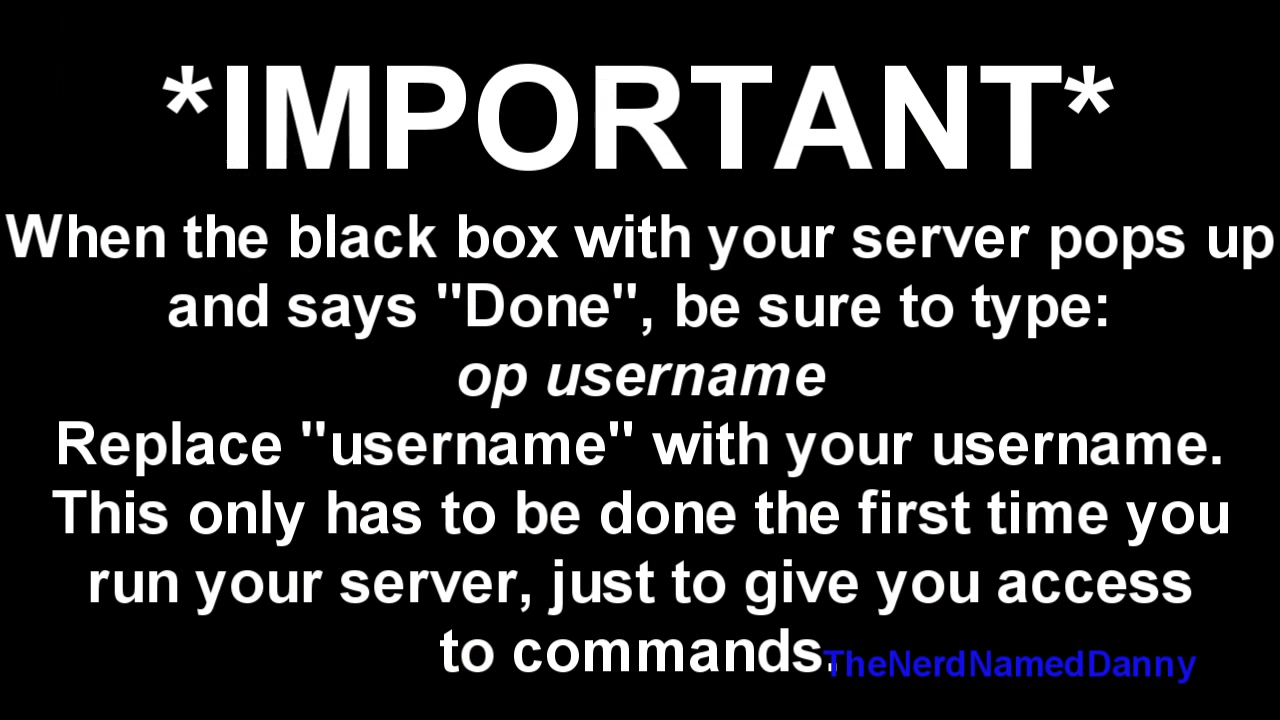 *IMPORTANT*
When the black box with your server pops up
and says "Done", be sure to type:
op username
Replace "username" with your username.
This only has to be done the first time you
run your server, just to give you access
to commands.
TheNerdNamedDanny